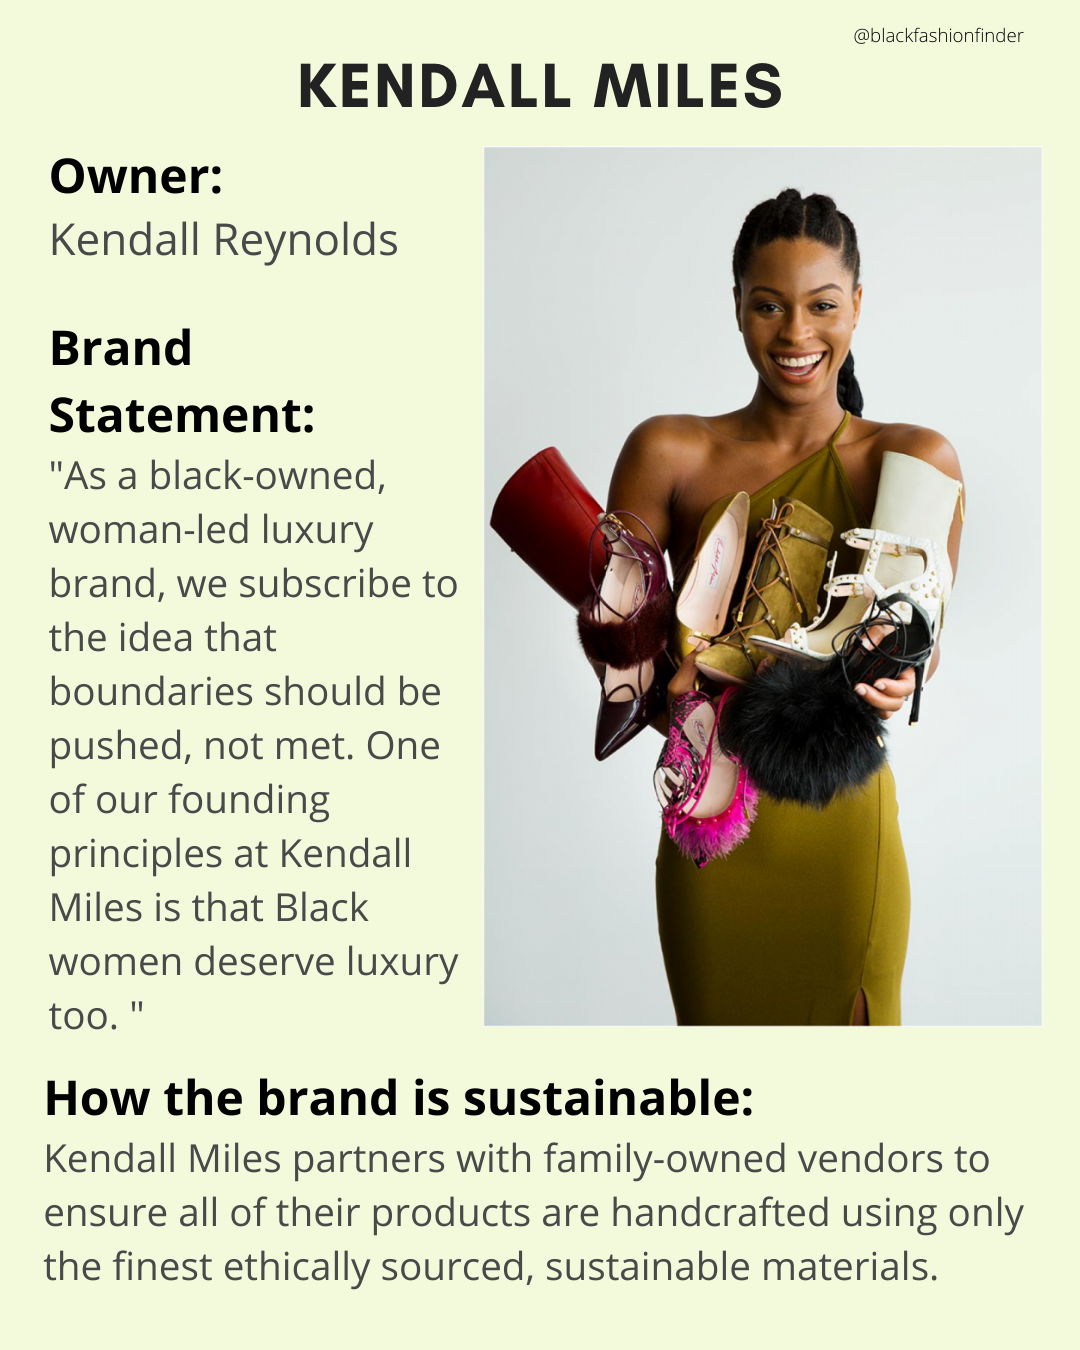 @blackfashionfinder
KENDALL MILES
Owner:
Kendall Reynolds
Brand
Statement:
"As a black-owned,
woman-led luxury
brand, we subscribe to
the idea that
boundaries should be
pushed, not met. One
of our founding
principles at Kendall
Miles is that Black
women deserve luxury
too. "
How the brand is sustainable:
Kendall Miles partners with family-owned vendors to
ensure all of their products are handcrafted using only
the finest ethically sourced, sustainable materials.